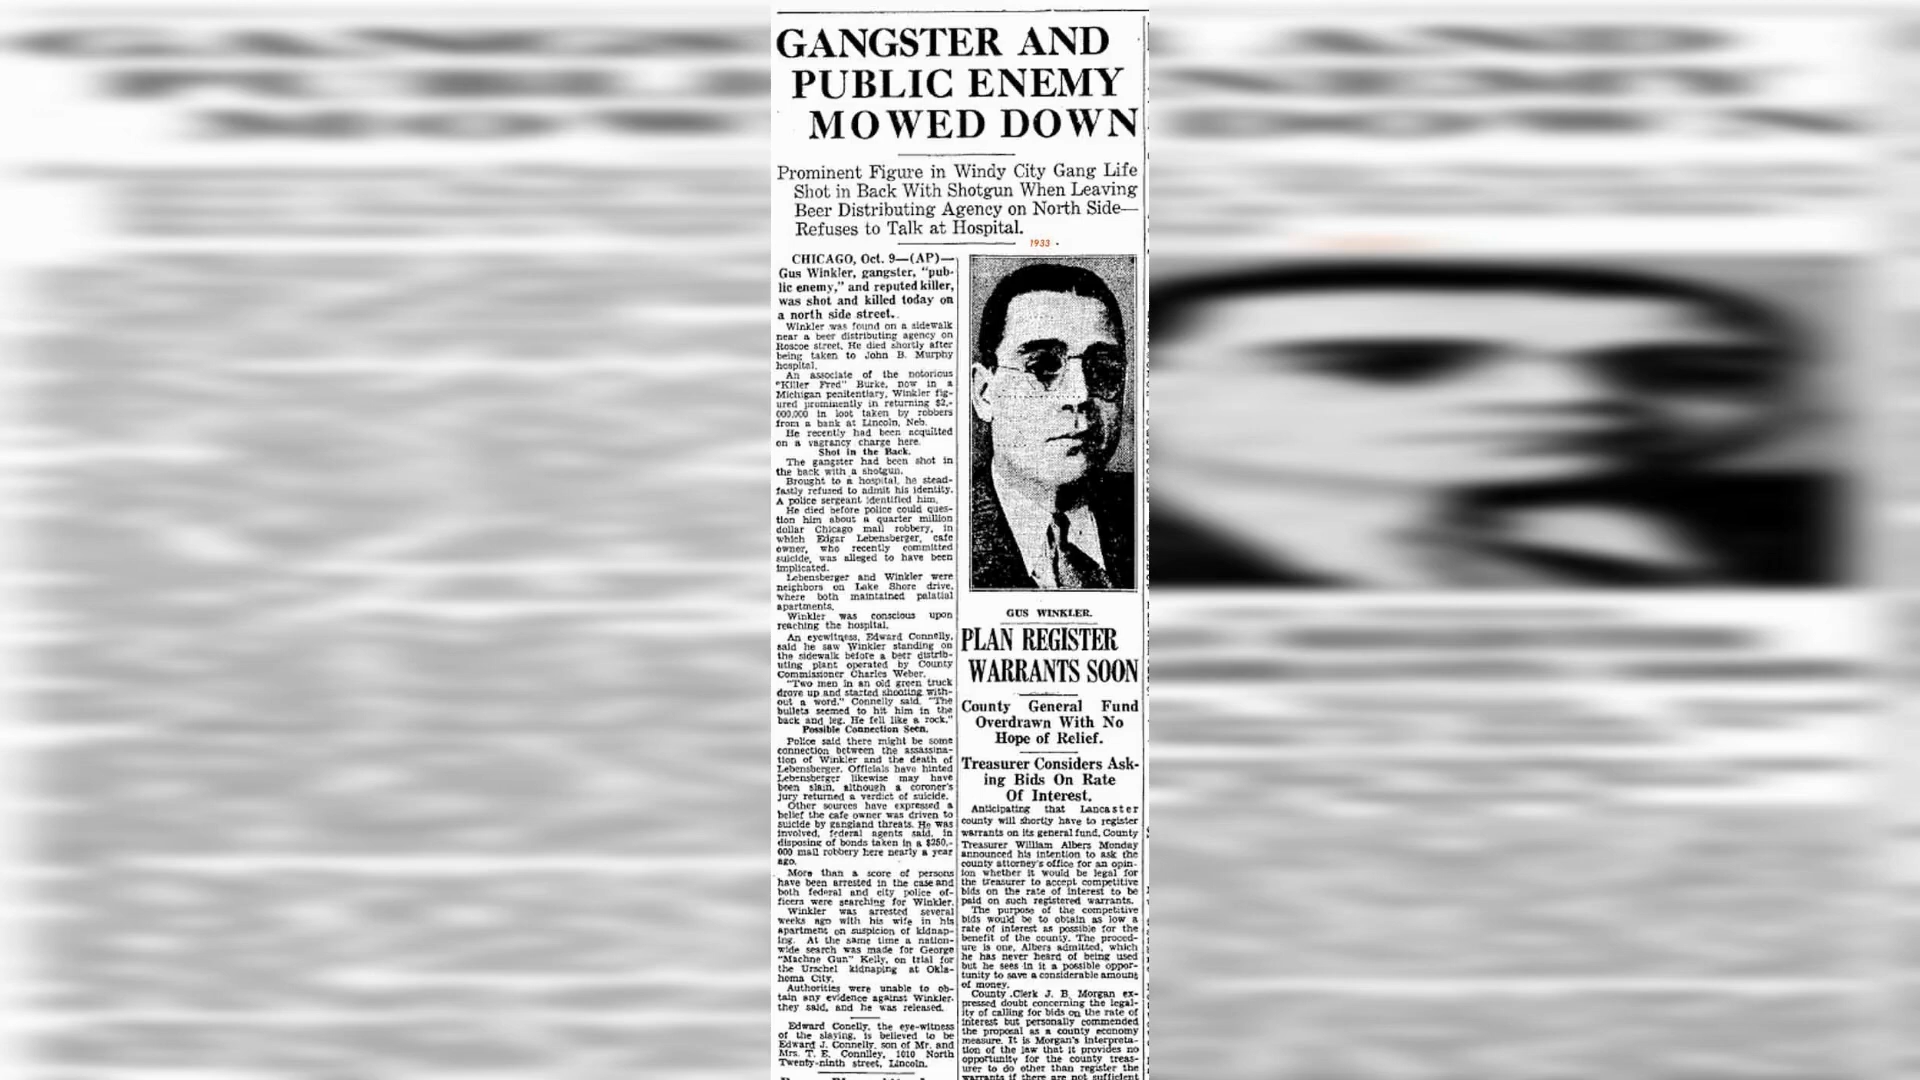 GANGSTER AND
PUBLIC ENEMY
MOWED DOWN
Prominent Figure in Windy City Gang Life
Shot in Back With Shotgun When Leaving
Beer Distributing Agency on North Side—
Refuses to Talk at Hospital.
1933
CHICAGO, Oct. 9—(AP)—
Gus Winkler, gangster, "pub-
lic enemy," and reputed killer,
was shot and killed today on
a north side street.
Winkler was found on a sidewalk
near a beer distributing agency on
Roscoe street. He died shortly after
being taken to John B. Murphy
hospital.
An associate of the notorious
"Killer Fred" Burke, now in a
Michigan penitentiary, Winkler fig-
ured prominently in returning $2,-
000,000 in loot taken by robbers
from a bank at Lincoln, Neb.
He recently had been acquitted
on a vagrancy charge here.
Shot in the Back.
The gangster had been shot in
the back with a shotgun.
Brought to a hospital, he stead-
fastly refused to admit his identity.
A police sergeant identified him.
He died before police could ques-
tion him about a quarter million
dollar Chicago mail robbery, in
which Edgar Lebensberger, cafe
owner, who recently committed
suicide, was alleged to have been
implicated.
Lebensberger and Winkler were
neighbors on Lake Shore drive,
where both maintained palatial
apartments.
Winkler was conscious upon
reaching the hospital.
An eyewitness, Edward Connelly,
said he saw Winkler standing on
the sidewalk before a beer distrib-
uting plant operated by County
Commissioner Charles Weber.
"Two men in an old green truck
drove up and started shooting with-
out a word," Connelly said. "The
bullets seemed to hit him in the
back and leg. He fell like a rock."
Possible Connection Seen.
Police said there might be some
connection between the assassina-
tion of Winkler and the death of
Lebensberger. Officials have hinted
Lebensberger likewise may have
been slain, although a coroner's
jury returned a verdict of suicide.
Other sources have expressed a
belief the cafe owner was driven to
suicide by gangland threats. He was
involved, federal agents said, in
disposing of bonds taken in a $250,-
000 mail robbery here nearly a year
ago.
More than a score of persons
have been arrested in the case and
both federal and city police of-
ficers were searching for Winkler.
Winkler was arrested several
weeks ago with his wife in his
apartment on suspicion of kidnap-
ing. At the same time a nation-
wide search was made for George
"Machne Gun" Kelly, on trial for
the Urschel kidnaping at Okla-
homa City.
Authorities were unable to ob-
tain any evidence against Winkler,
they said, and he was released.
Edward Conelly, the eye-witness
of the slaying, is believed to be
Edward J. Connelly, son of Mr. and
Mrs. T. E. Connlley, 1010 North
Twenty-ninth street, Lincoln.
GUS WINKLER.
PLAN REGISTER
WARRANTS SOON
County General Fund
Overdrawn With No
Hope of Relief.
Treasurer Considers Ask-
ing Bids On Rate
Of Interest.
Anticipating that Lancaster
county will shortly have to register
warrants on its general fund, County
Treasurer William Albers Monday
announced his intention to ask the
county attorney's office for an opin-
ion whether it would be legal for
the treasurer to accept competitive
bids on the rate of interest to be
paid on such registered warrants.
The purpose of the competitive
bids would be to obtain as low a
rate of interest as possible for the
benefit of the county. The proced-
ure is one, Albers admitted, which
he has never heard of being used
but he sees in it a possible oppor-
tunity to save a considerable amount
of money.
County Clerk J. B. Morgan ex-
pressed doubt concerning the legal-
ity of calling for bids on the rate of
interest but personally commended
the proposal as a county economy
measure. It is Morgan's interpreta-
tion of the law that it provides no
opportunity for the county treas-
urer to do other than register the
warrants if there are not sufficient